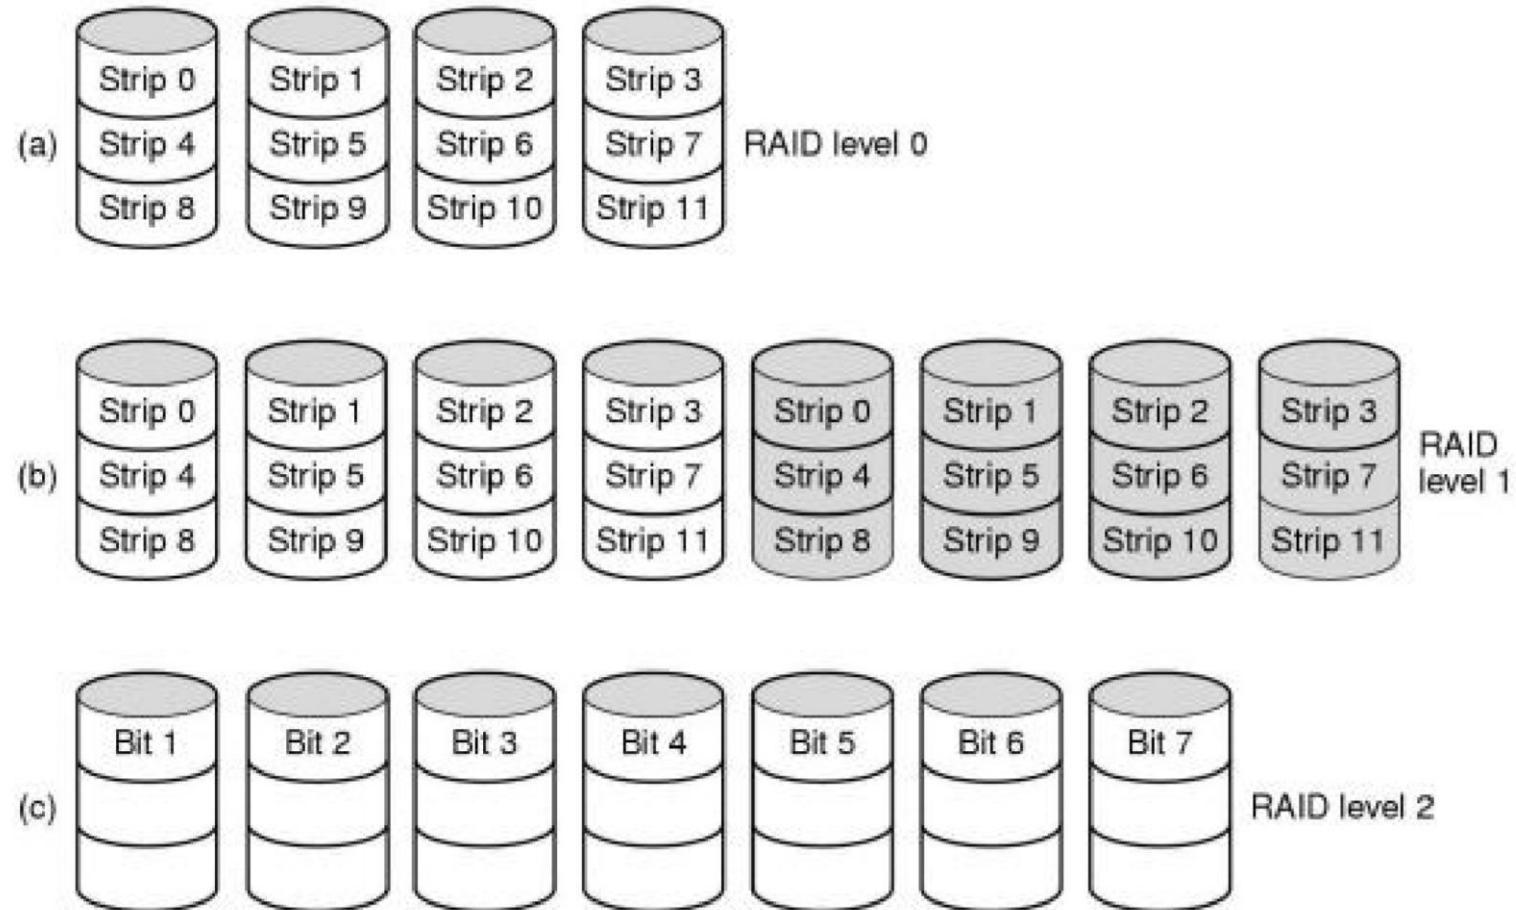 Strip 0 Strip 1 Strip 2 Strip 3
(a) Strip 4 Strip 5 Strip 6 Strip 7 RAID level 0
Strip 8 Strip 9 Strip 10 Strip 11
Strip 0 Strip 1 Strip 2 Strip 3 Strip 0 Strip 1 Strip 2 Strip 3
(b) Strip 4 Strip 5 Strip 6 Strip 7 Strip 4 Strip 5 Strip 6 Strip 7 RAID
level 1
Strip 8 Strip 9 Strip 10 Strip 11 Strip 8 Strip 9 Strip 10 Strip 11
Bit 1 Bit 2 Bit 3 Bit 4 Bit 5 Bit 6 Bit 7
(c) RAID level 2